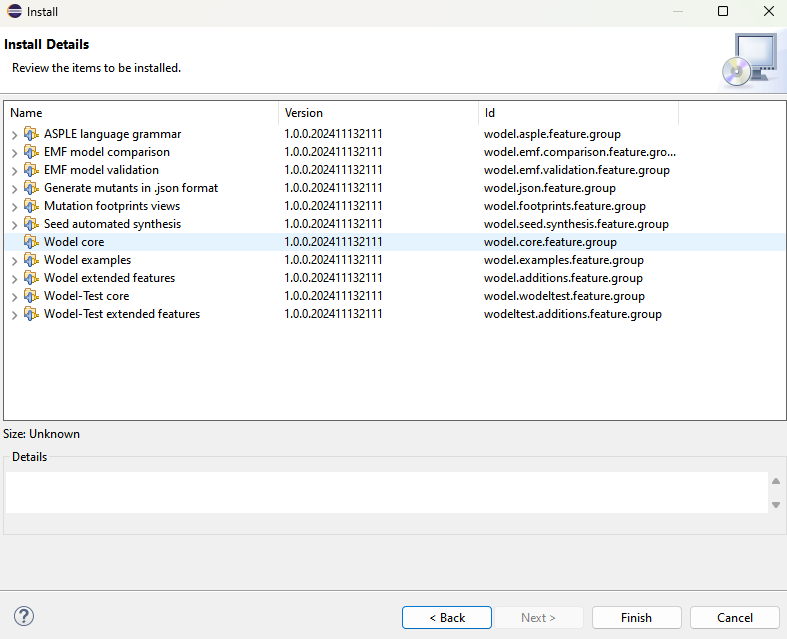 Install
Install Details
Review the items to be installed.
Name Version Id
ASPLE language grammar 1.0.0.202411132111 wodel.asple.feature.group
EMF model comparison 1.0.0.202411132111 wodel.emf.comparison.feature.gro...
EMF model validation 1.0.0.202411132111 wodel.emf.validation.feature.group
Generate mutants in .json format 1.0.0.202411132111 wodel.json.feature.group
Mutation footprints views 1.0.0.202411132111 wodel.footprints.feature.group
Seed automated synthesis 1.0.0.202411132111 wodel.seed.synthesis.feature.group
Wodel core 1.0.0.202411132111 wodel.core.feature.group
Wodel examples 1.0.0.202411132111 wodel.examples.feature.group
Wodel extended features 1.0.0.202411132111 wodel.additions.feature.group
Wodel-Test core 1.0.0.202411132111 wodel.wodeltest.feature.group
Wodel-Test extended features 1.0.0.202411132111 wodeltest.additions.feature.group
Size: Unknown
Details
? < Back Next > Finish Cancel